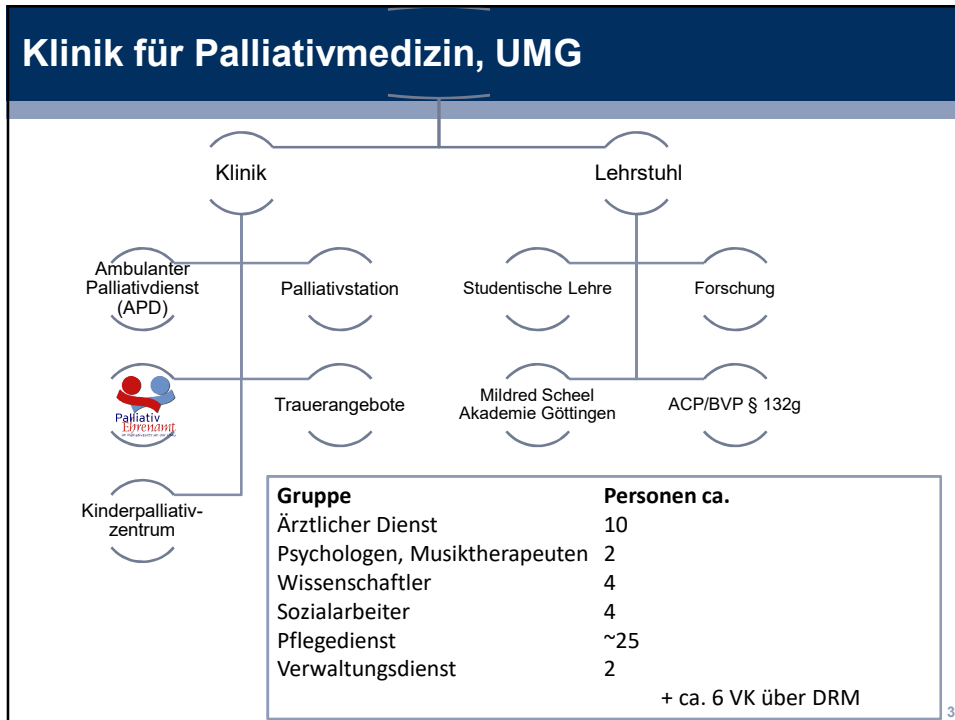 Klinik für Palliativmedizin, UMG
Klinik
Lehrstuhl
Ambulanter
Palliativdienst
(APD)
Palliativstation
Studentische Lehre
Forschung
Palliativ
Ehrenamt
Trauerangebote
Mildred Scheel
Akademie Göttingen
ACP/BVP § 132g
Kinderpalliativ-
zentrum
Gruppe Personen ca.
Ärztlicher Dienst 10
Psychologen, Musiktherapeuten 2
Wissenschaftler 4
Sozialarbeiter 4
Pflegedienst ~25
Verwaltungsdienst 2
+ ca. 6 VK über DRM
3